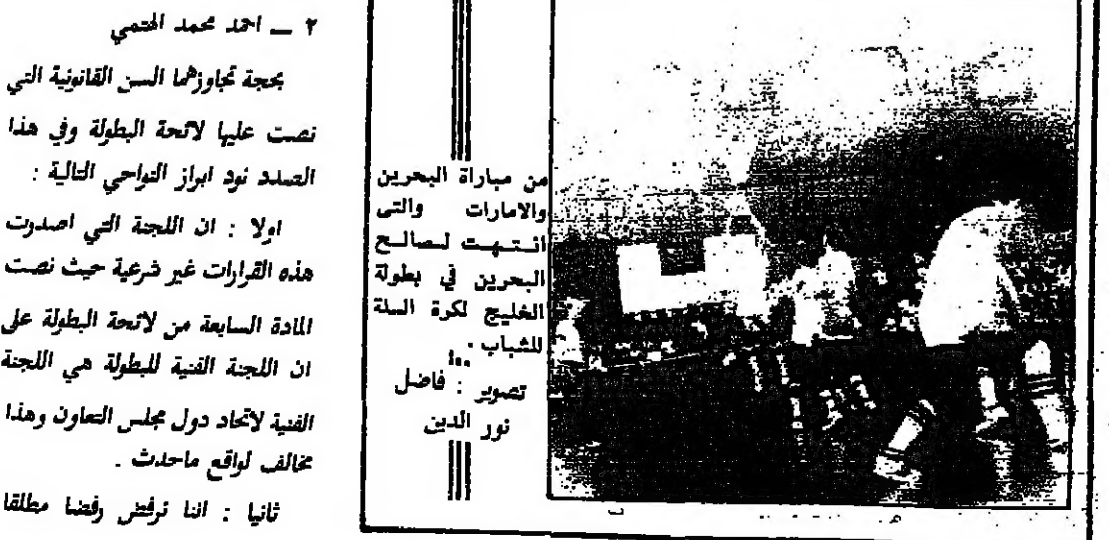 من مباراة البحرين
والامارات والتى
انتهت لصالح
البحرين في بطولة
الخليج لكرة السلة
للشباب ..
تصوير : فاضل
نور الدين
٢ — احمد محمد
بحجة تجاوزهما السن القانونية التي
نصت عليها لائحة البطولة وفي هذا
الصدد نود ابراز النواحي التالية :
اولا : ان اللجنة التي اصدرت
هذه القرارات غير شرعية حيث نصت
المادة السابعة من لائحة البطولة على
ان اللجنة الفنية للبطولة هي اللجنة
الفنية لاتحاد دول مجلس التعاون وهذا
مخالف لواقع ماحدث .
ثانيا : اننا نرفض رفضا مطلقا